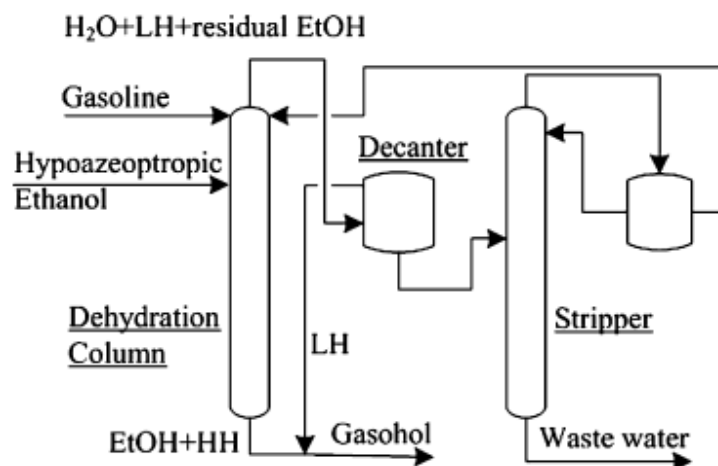 H₂O+LH+residual EtOH
Gasoline
Hypoazeoptropic
Ethanol
Decanter
Dehydration
Column
LH
Stripper
EtOH+HH
Gasohol
Waste water